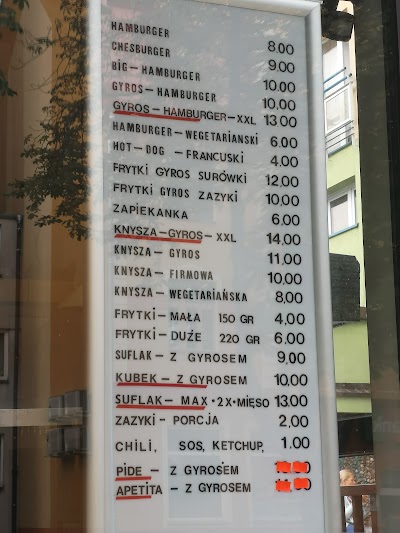 HAMBURGER 8.00
CHESBURGER 9.00
BIG-HAMBURGER 10.00
GYROS-HAMBURGER 10.00
GYROS-HAMBURGER-XXL 13.00
HAMBURGER-WEGETARIANSKI 6.00
HOT-DOG-FRANCUSKI 4.00
FRYTKI GYROS SURÓWKI 12.00
FRYTKI GYROS ZAZYKI 10.00
ZAPIEKANKA 6.00
KNYSZA-GYROS-XXL 14.00
KNYSZA-GYROS 11.00
KNYSZA-FIRMOWA 10.00
KNYSZA-WEGETARIAŃSKA 8.00
FRYTKI-MAŁA 150 GR 4.00
FRYTKI-DUŻE 220 GR 6.00
SUFLAK-Z GYROSEM 9.00
KUBEK-Z GYROSEM 10.00
SUFLAK-MAX•2X•MIĘSO 13.00
ZAZYKI-PORCJA 2.00
CHILI, SOS, KETCHUP, 1.00
PIDE-Z GYROSEM
APETITA-Z GYROSEM